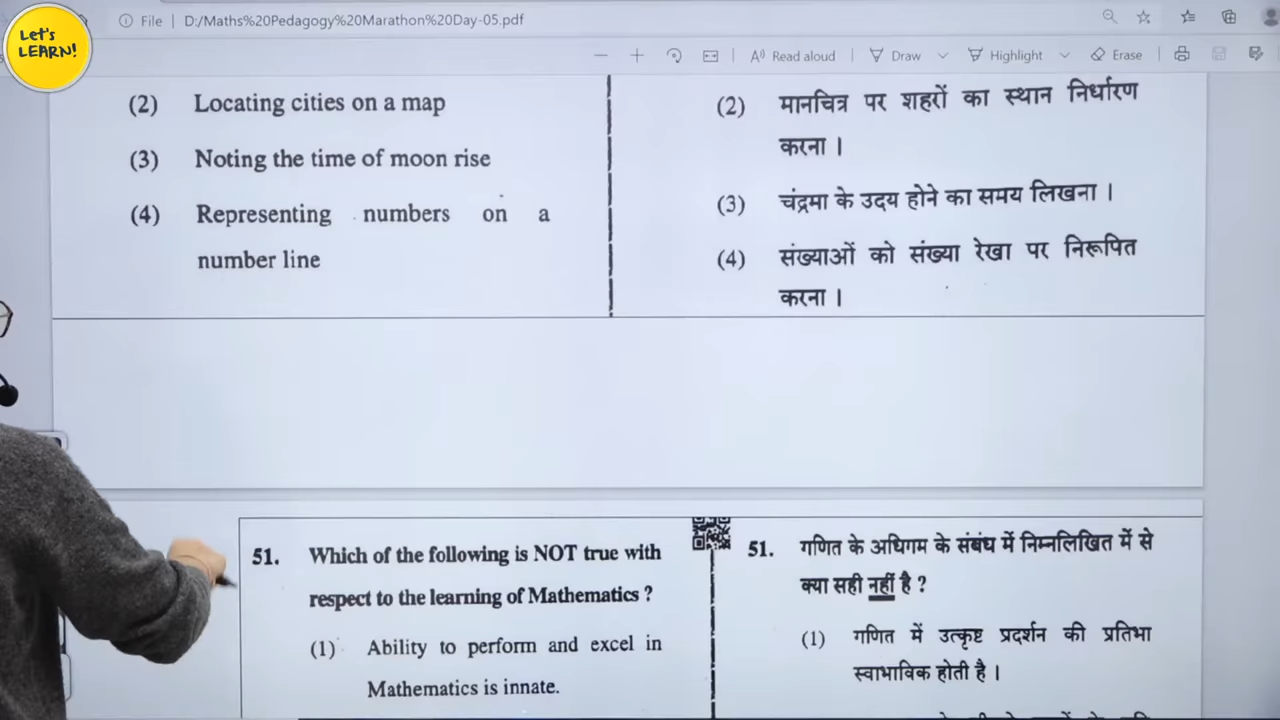 Let's
LEARN!
File | D:/Maths%20Pedagogy%20Marathon%20Day-05.pdf
Read aloud
Draw
Highlight
Erase
(2) Locating cities on a map
(3) Noting the time of moon rise
(4) Representing numbers on a
number line
(2) मानचित्र पर शहरों का स्थान निर्धारण
करना ।
(3) चंद्रमा के उदय होने का समय लिखना ।
(4) संख्याओं को संख्या रेखा पर निरूपित
करना ।
51. Which of the following is NOT true with
respect to the learning of Mathematics ?
(1) Ability to perform and excel in
Mathematics is innate.
51. गणित के अधिगम के संबंध में निम्नलिखित में से
क्या सही नहीं है ?
(1) गणित में उत्कृष्ट प्रदर्शन की प्रतिभा
स्वाभाविक होती है ।